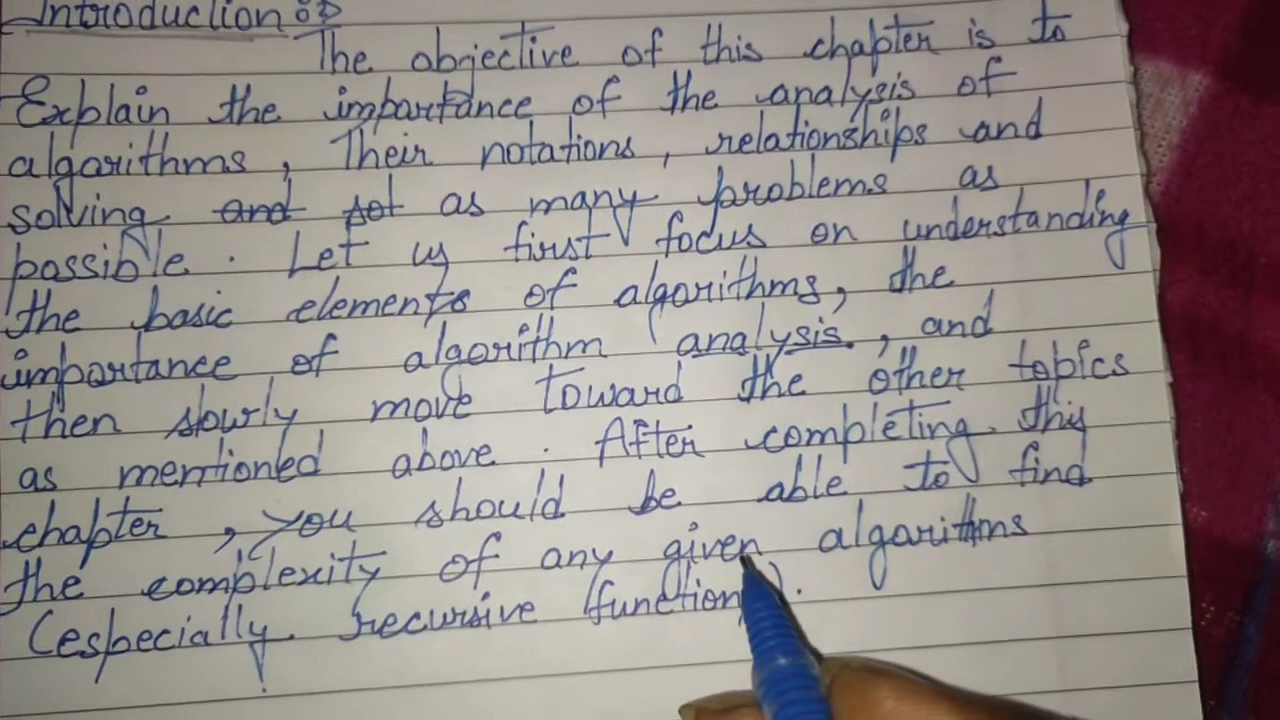 Introduction :->
The objective of this chapter is to
Explain the importance of the analysis of
algorithms, Their notations, relationships and
solving and sol as many problems as
possible. Let us first focus on understanding
the basic elements of algorithms, the
importance of algorithm analysis, and
then slowly move toward the other topics
as mentioned above. After completing this
chapter, you should be able to find
the complexity of any given algorithms
(especially recursive function).